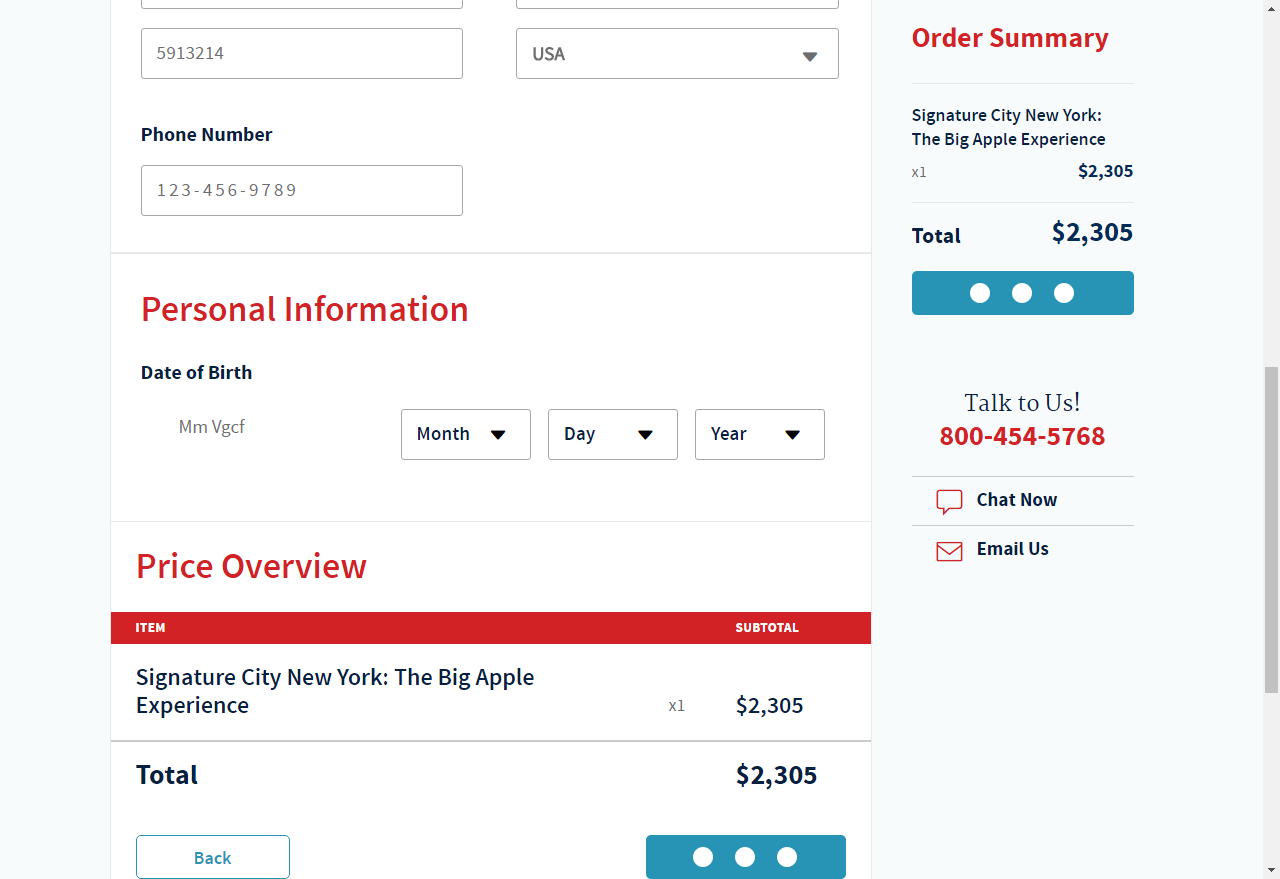 5913214
USA
Phone Number
123-456-9789
Personal Information
Date of Birth
Mm Vgcf
Month
Day
Year
Price Overview
ITEM
SUBTOTAL
Signature City New York: The Big Apple
Experience
x1
$2,305
Total
$2,305
Back
Order Summary
Signature City New York:
The Big Apple Experience
x1
$2,305
Total
$2,305
Talk to Us!
800-454-5768
Chat Now
Email Us